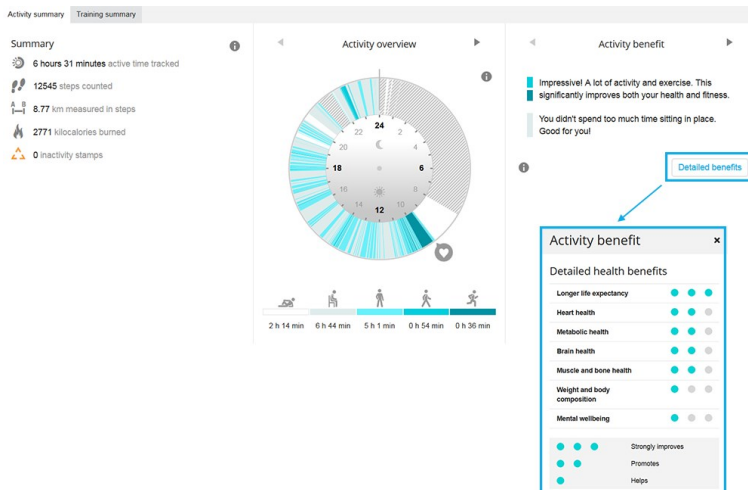 Activity summary
Training summary
Summary
6 hours 31 minutes active time tracked
12545 steps counted
A B
8.77 km measured in steps
2771 kilocalories burned
0 inactivity stamps
Activity overview
24
22 2
20 4
18 6
16 8
14 10
12
2 h 14 min 6 h 44 min 5 h 1 min 0 h 54 min 0 h 36 min
Activity benefit
Impressive! A lot of activity and exercise. This
significantly improves both your health and fitness.
You didn't spend too much time sitting in place.
Good for you!
Detailed benefits
Activity benefit
×
Detailed health benefits
Longer life expectancy
Heart health
Metabolic health
Brain health
Muscle and bone health
Weight and body
composition
Mental wellbeing
Strongly improves
Promotes
Helps